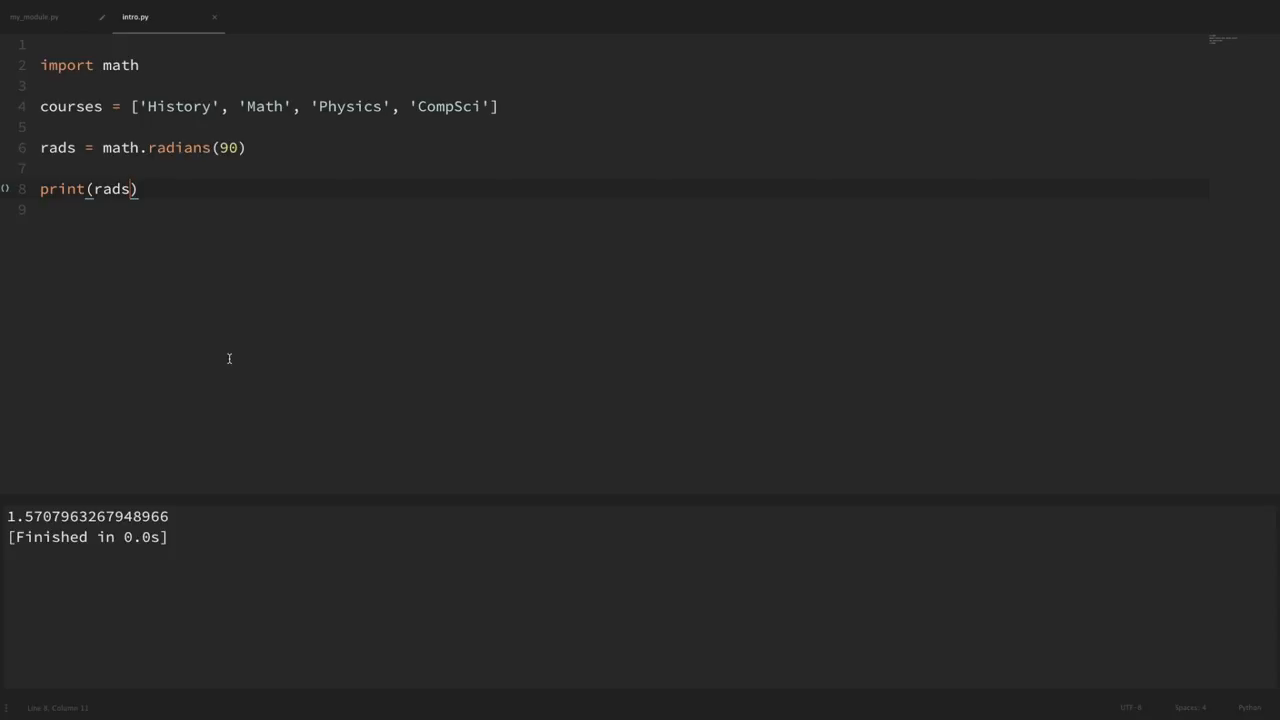 my_module.py intro.py ×
1
2 import math
3
4 courses = ['History', 'Math', 'Physics', 'CompSci']
5
6 rads = math.radians(90)
7
() 8 print(rads)
9
1.5707963267948966
[Finished in 0.0s]
Line 8, Column 11 UTF-8 Spaces: 4 Python